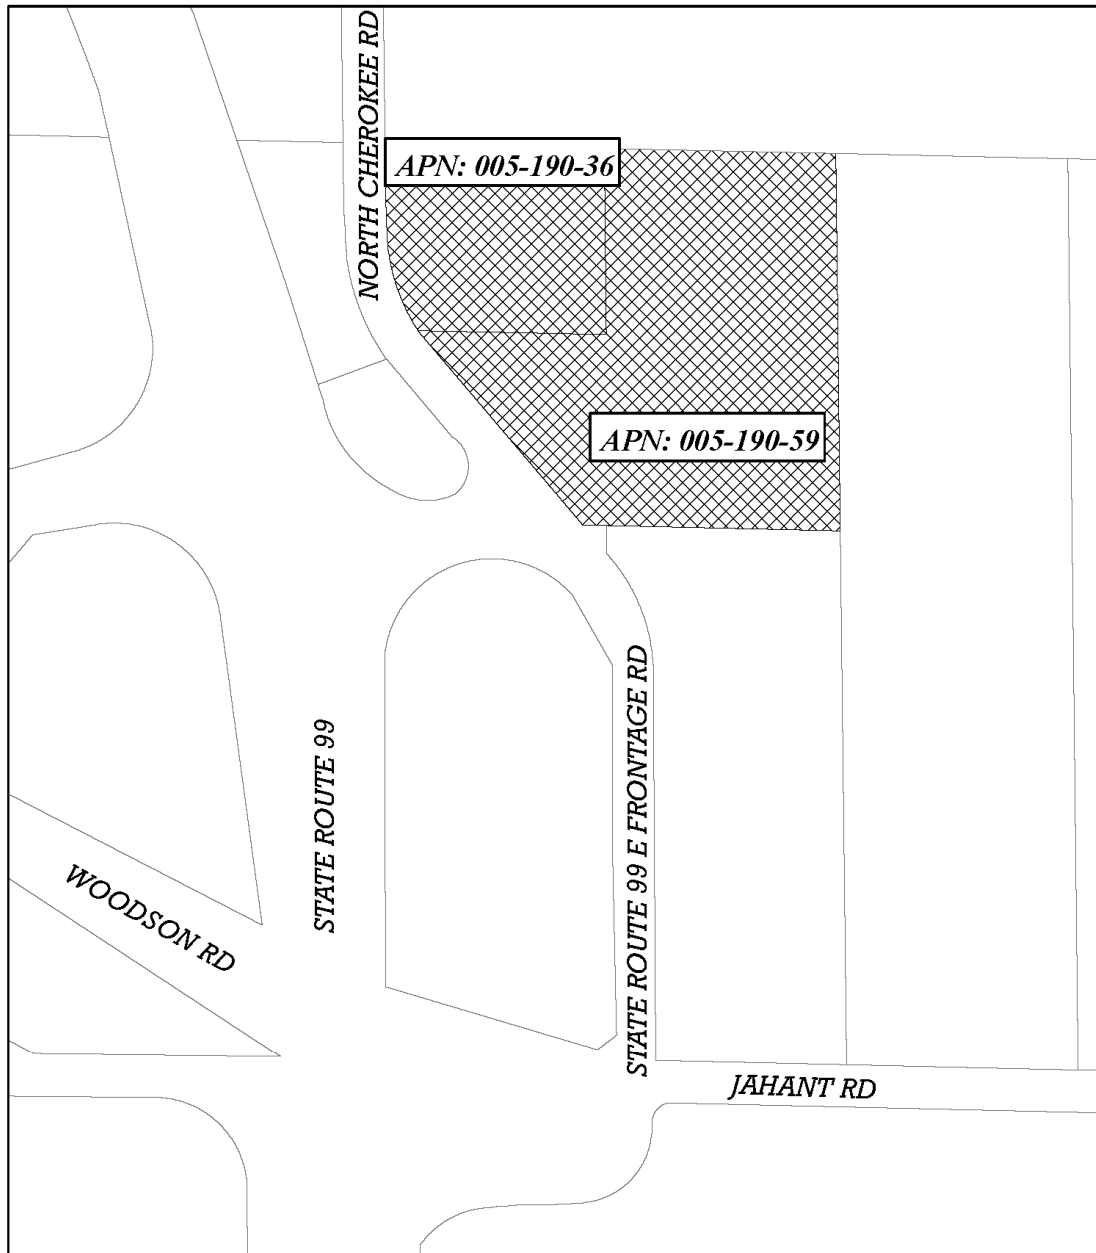 NORTH CHEROKEE RD
APN: 005-190-36
APN: 005-190-59
STATE ROUTE 99
STATE ROUTE 99 E FRONTAGE RD
WOODSON RD
JAHANT RD